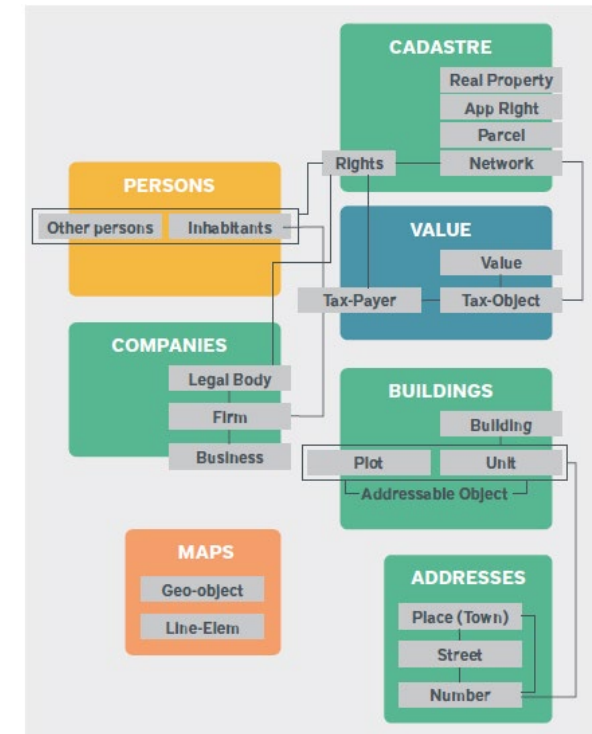 CADASTRE
Real Property
App Right
Parcel
Rights
Network
PERSONS
Other persons
Inhabitants
VALUE
Value
Tax-Payer
Tax-Object
COMPANIES
Legal Body
Firm
Business
BUILDINGS
Building
Plot
Unit
Addressable Object
MAPS
Geo-object
Line-Elem
ADDRESSES
Place (Town)
Street
Number